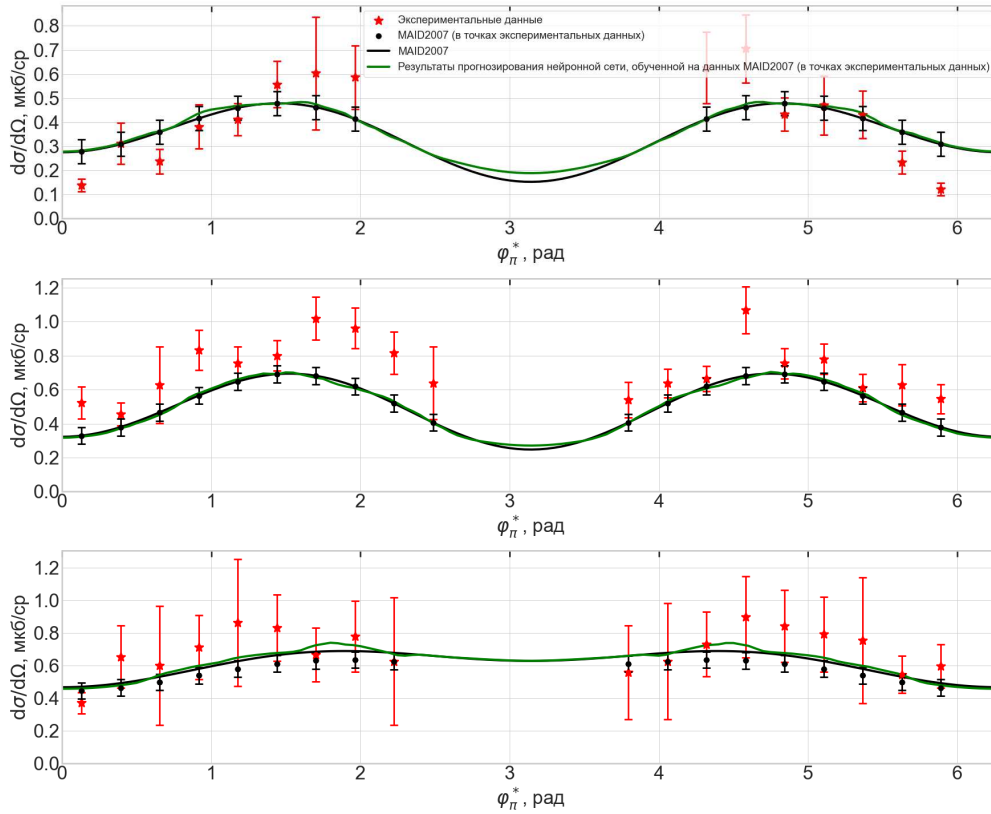 Экспериментальные данные
MAID2007 (в точках экспериментальных данных)
MAID2007
Результаты прогнозирования нейронной сети, обученной на данных MAID2007 (в точках экспериментальных данных)
dσ/dΩ, мкб/ср
0.8
0.7
0.6
0.5
0.4
0.3
0.2
0.1
0.0
0 1 2 3 4 5 6
φπ*, рад
dσ/dΩ, мкб/ср
1.2
1.0
0.8
0.6
0.4
0.2
0.0
0 1 2 3 4 5 6
φπ*, рад
dσ/dΩ, мкб/ср
1.2
1.0
0.8
0.6
0.4
0.2
0.0
0 1 2 3 4 5 6
φπ*, рад